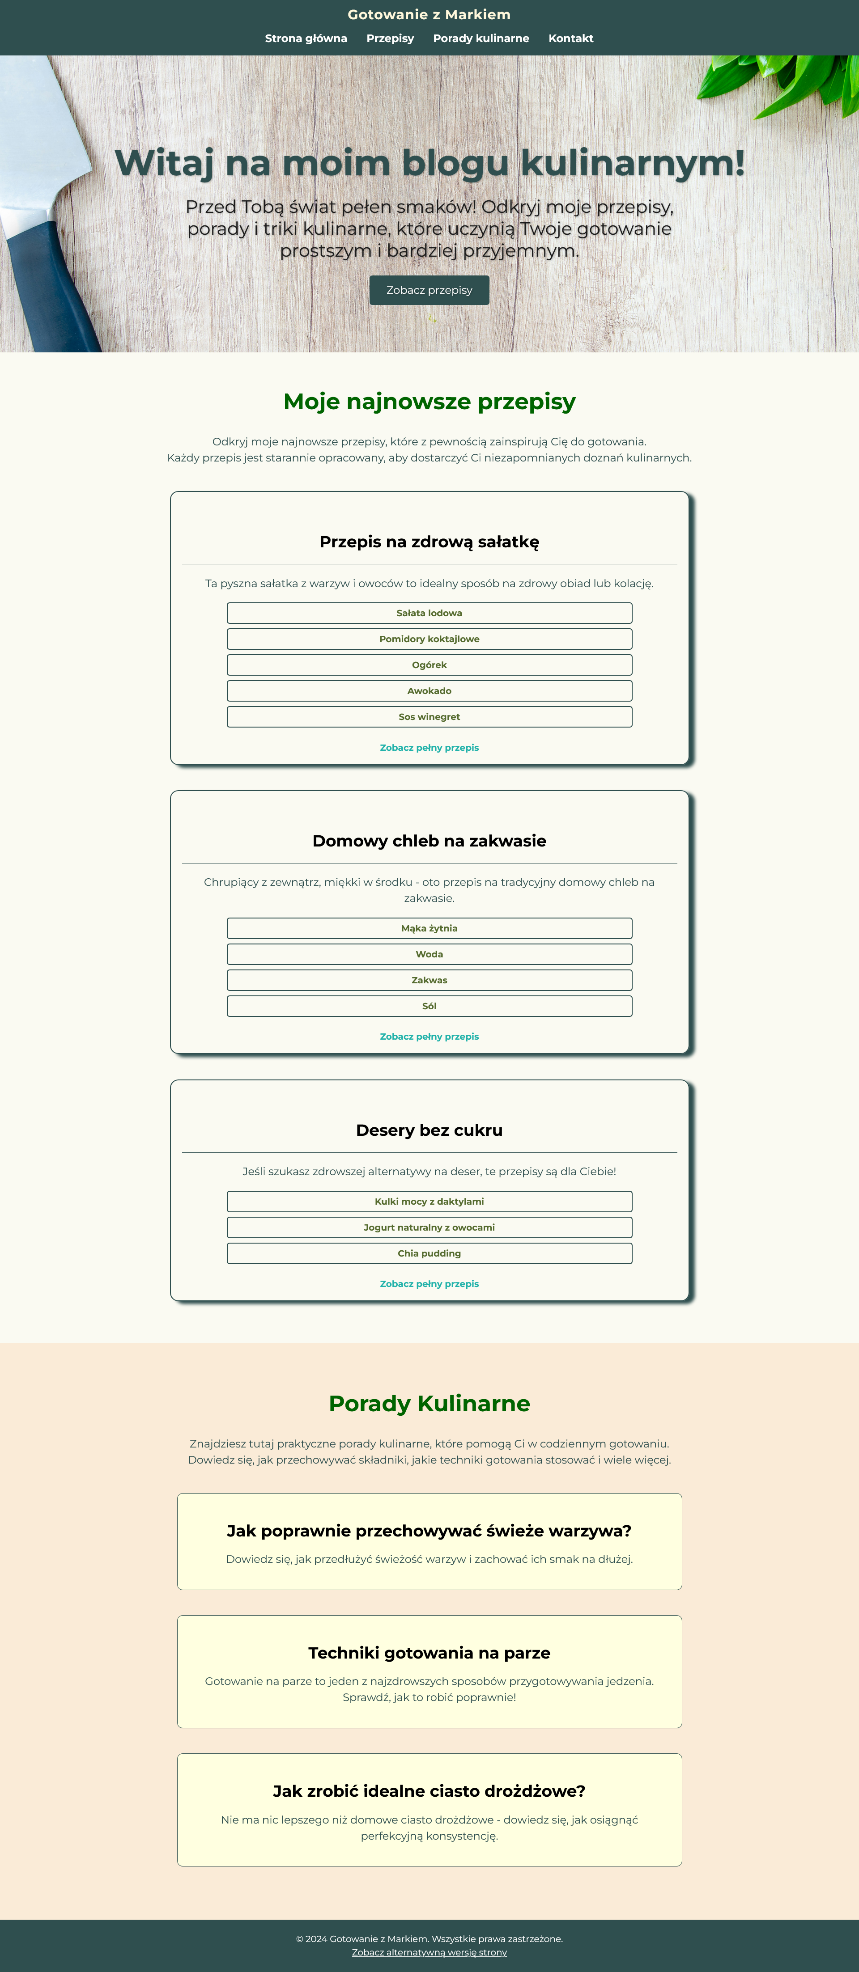 Gotowanie z Markiem
Strona główna Przepisy Porady kulinarne Kontakt
Witaj na moim blogu kulinarnym!
Przed Tobą świat pełen smaków! Odkryj moje przepisy,
porady i triki kulinarne, które uczynią Twoje gotowanie
prostszym i bardziej przyjemnym.
Zobacz przepisy
Moje najnowsze przepisy
Odkryj moje najnowsze przepisy, które z pewnością zainspirują Cię do gotowania.
Każdy przepis jest starannie opracowany, aby dostarczyć Ci niezapomnianych doznań kulinarnych.
Przepis na zdrową sałatkę
Ta pyszna sałatka z warzyw i owoców to idealny sposób na zdrowy obiad lub kolację.
Sałata lodowa
Pomidory koktajlowe
Ogórek
Awokado
Sos winegret
Zobacz pełny przepis
Domowy chleb na zakwasie
Chrupiący z zewnątrz, miękki w środku - oto przepis na tradycyjny domowy chleb na
zakwasie.
Mąka żytnia
Woda
Zakwas
Sól
Zobacz pełny przepis
Desery bez cukru
Jeśli szukasz zdrowszej alternatywy na deser, te przepisy są dla Ciebie!
Kulki mocy z daktylami
Jogurt naturalny z owocami
Chia pudding
Zobacz pełny przepis
Porady Kulinarne
Znajdziesz tutaj praktyczne porady kulinarne, które pomogą Ci w codziennym gotowaniu.
Dowiedz się, jak przechowywać składniki, jakie techniki gotowania stosować i wiele więcej.
Jak poprawnie przechowywać świeże warzywa?
Dowiedz się, jak przedłużyć świeżość warzyw i zachować ich smak na dłużej.
Techniki gotowania na parze
Gotowanie na parze to jeden z najzdrowszych sposobów przygotowywania jedzenia.
Sprawdź, jak to robić poprawnie!
Jak zrobić idealne ciasto drożdżowe?
Nie ma nic lepszego niż domowe ciasto drożdżowe - dowiedz się, jak osiągnąć
perfekcyjną konsystencję.
© 2024 Gotowanie z Markiem. Wszystkie prawa zastrzeżone.
Zobacz alternatywną wersję strony